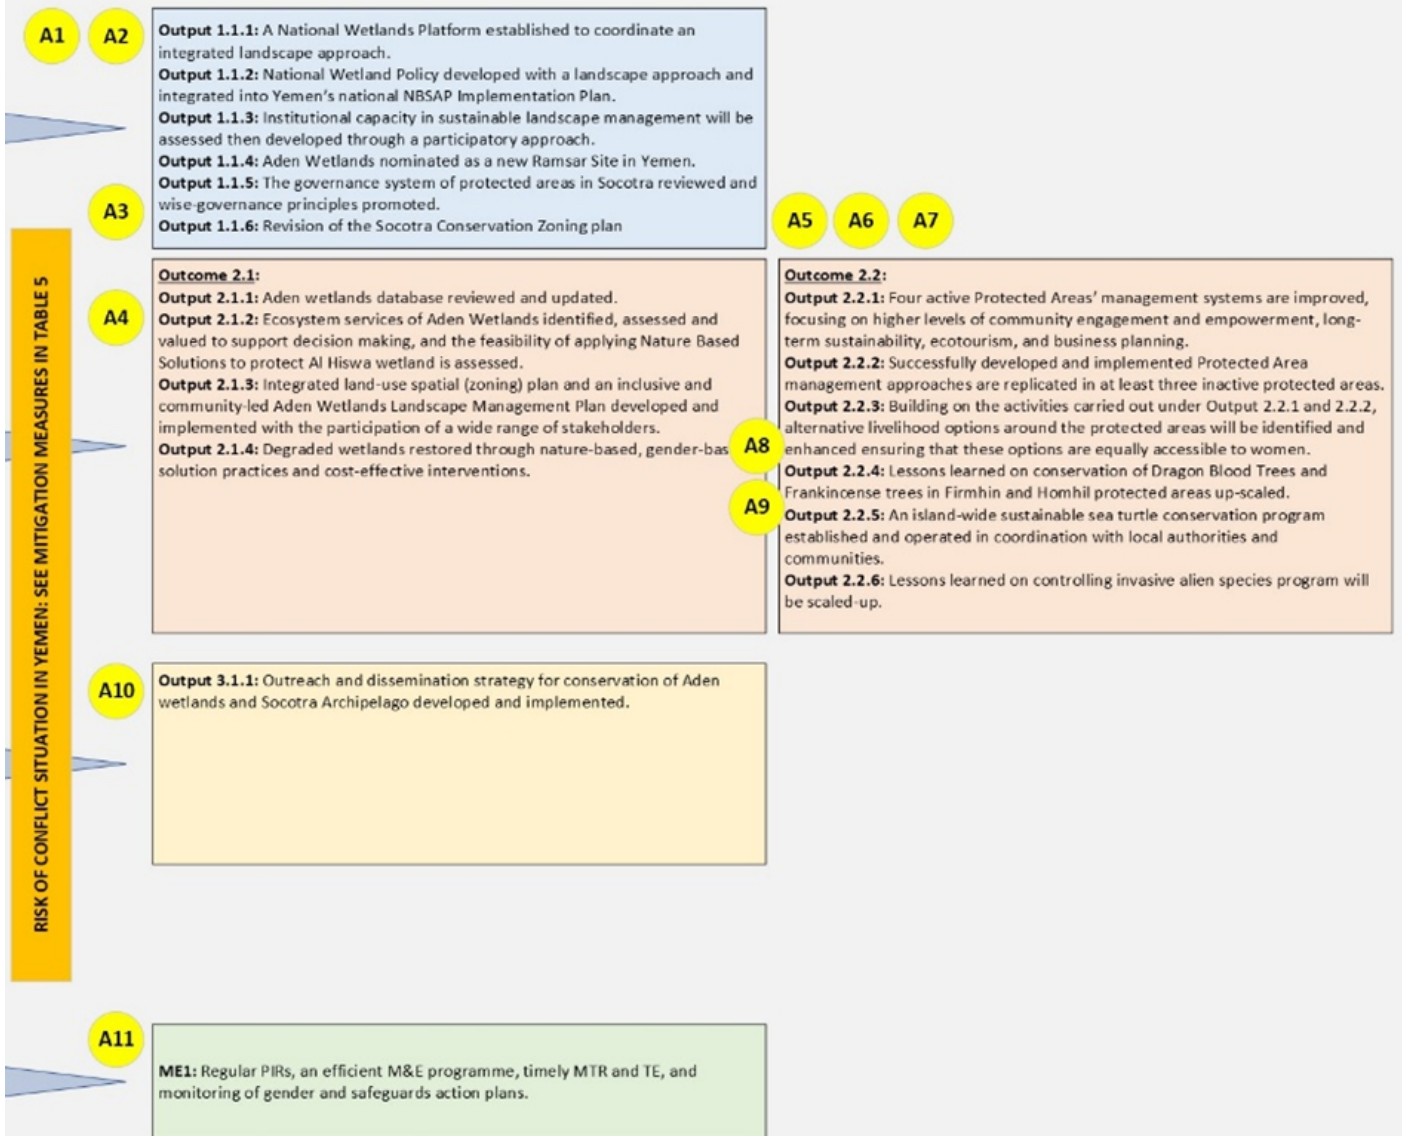 A1
A2
Output 1.1.1: A National Wetlands Platform established to coordinate an
integrated landscape approach.
Output 1.1.2: National Wetland Policy developed with a landscape approach and
integrated into Yemen's national NBSAP Implementation Plan.
Output 1.1.3: Institutional capacity in sustainable landscape management will be
assessed then developed through a participatory approach.
Output 1.1.4: Aden Wetlands nominated as a new Ramsar Site in Yemen.
Output 1.1.5: The governance system of protected areas in Socotra reviewed and
wise-governance principles promoted.
Output 1.1.6: Revision of the Socotra Conservation Zoning plan
A3
A5
A6
A7
RISK OF CONFLICT SITUATION IN YEMEN: SEE MITIGATION MEASURES IN TABLE 5
A4
Outcome 2.1:
Output 2.1.1: Aden wetlands database reviewed and updated.
Output 2.1.2: Ecosystem services of Aden Wetlands identified, assessed and
valued to support decision making, and the feasibility of applying Nature Based
Solutions to protect Al Hiswa wetland is assessed.
Output 2.1.3: Integrated land-use spatial (zoning) plan and an inclusive and
community-led Aden Wetlands Landscape Management Plan developed and
implemented with the participation of a wide range of stakeholders.
Output 2.1.4: Degraded wetlands restored through nature-based, gender-bas
solution practices and cost-effective interventions.
A8
A9
Outcome 2.2:
Output 2.2.1: Four active Protected Areas' management systems are improved,
focusing on higher levels of community engagement and empowerment, long-
term sustainability, ecotourism, and business planning.
Output 2.2.2: Successfully developed and implemented Protected Area
management approaches are replicated in at least three inactive protected areas.
Output 2.2.3: Building on the activities carried out under Output 2.2.1 and 2.2.2,
alternative livelihood options around the protected areas will be identified and
enhanced ensuring that these options are equally accessible to women.
Output 2.2.4: Lessons learned on conservation of Dragon Blood Trees and
Frankincense trees in Firmhin and Homhil protected areas up-scaled.
Output 2.2.5: An island-wide sustainable sea turtle conservation program
established and operated in coordination with local authorities and
communities.
Output 2.2.6: Lessons learned on controlling invasive alien species program will
be scaled-up.
A10
Output 3.1.1: Outreach and dissemination strategy for conservation of Aden
wetlands and Socotra Archipelago developed and implemented.
A11
ME1: Regular PIRs, an efficient M&E programme, timely MTR and TE, and
monitoring of gender and safeguards action plans.